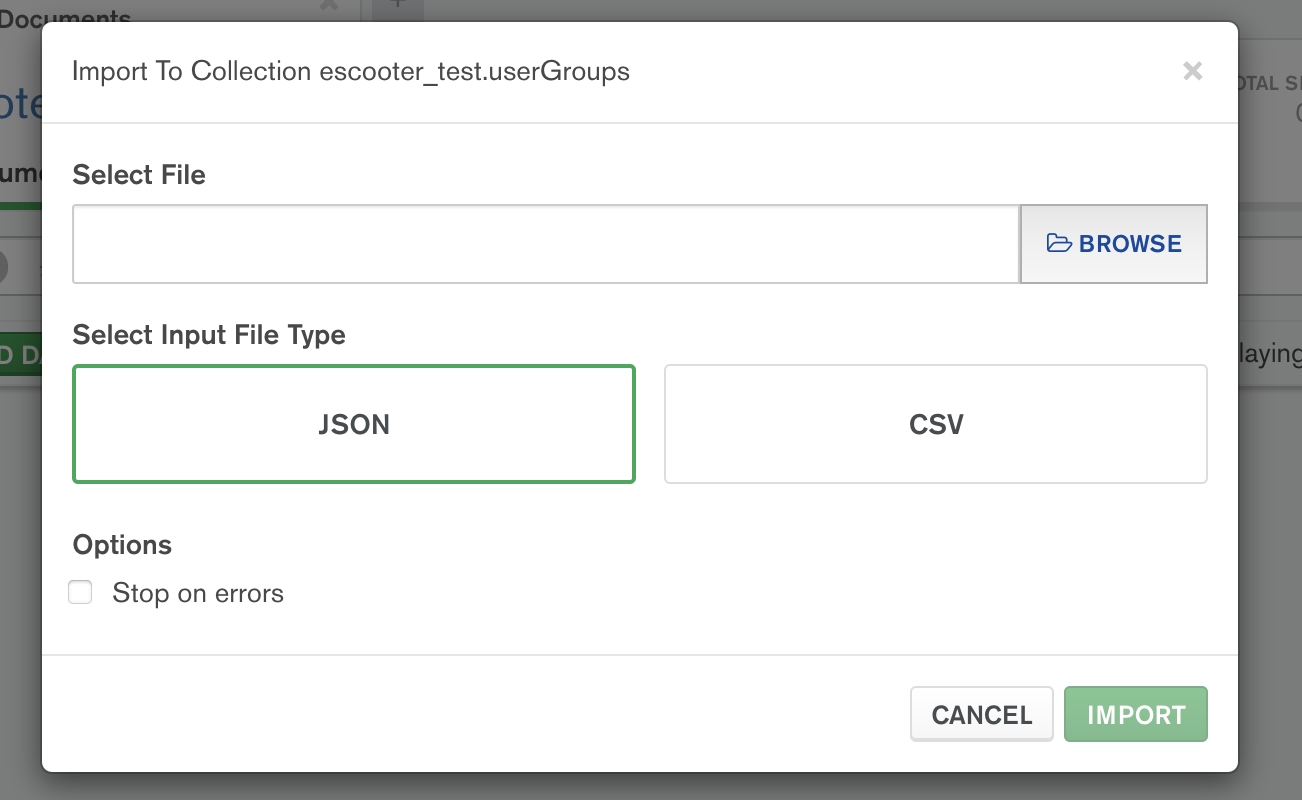 Documents
Import To Collection escooter_test.userGroups
Select File
BROWSE
Select Input File Type
JSON
CSV
Options
Stop on errors
CANCEL
IMPORT